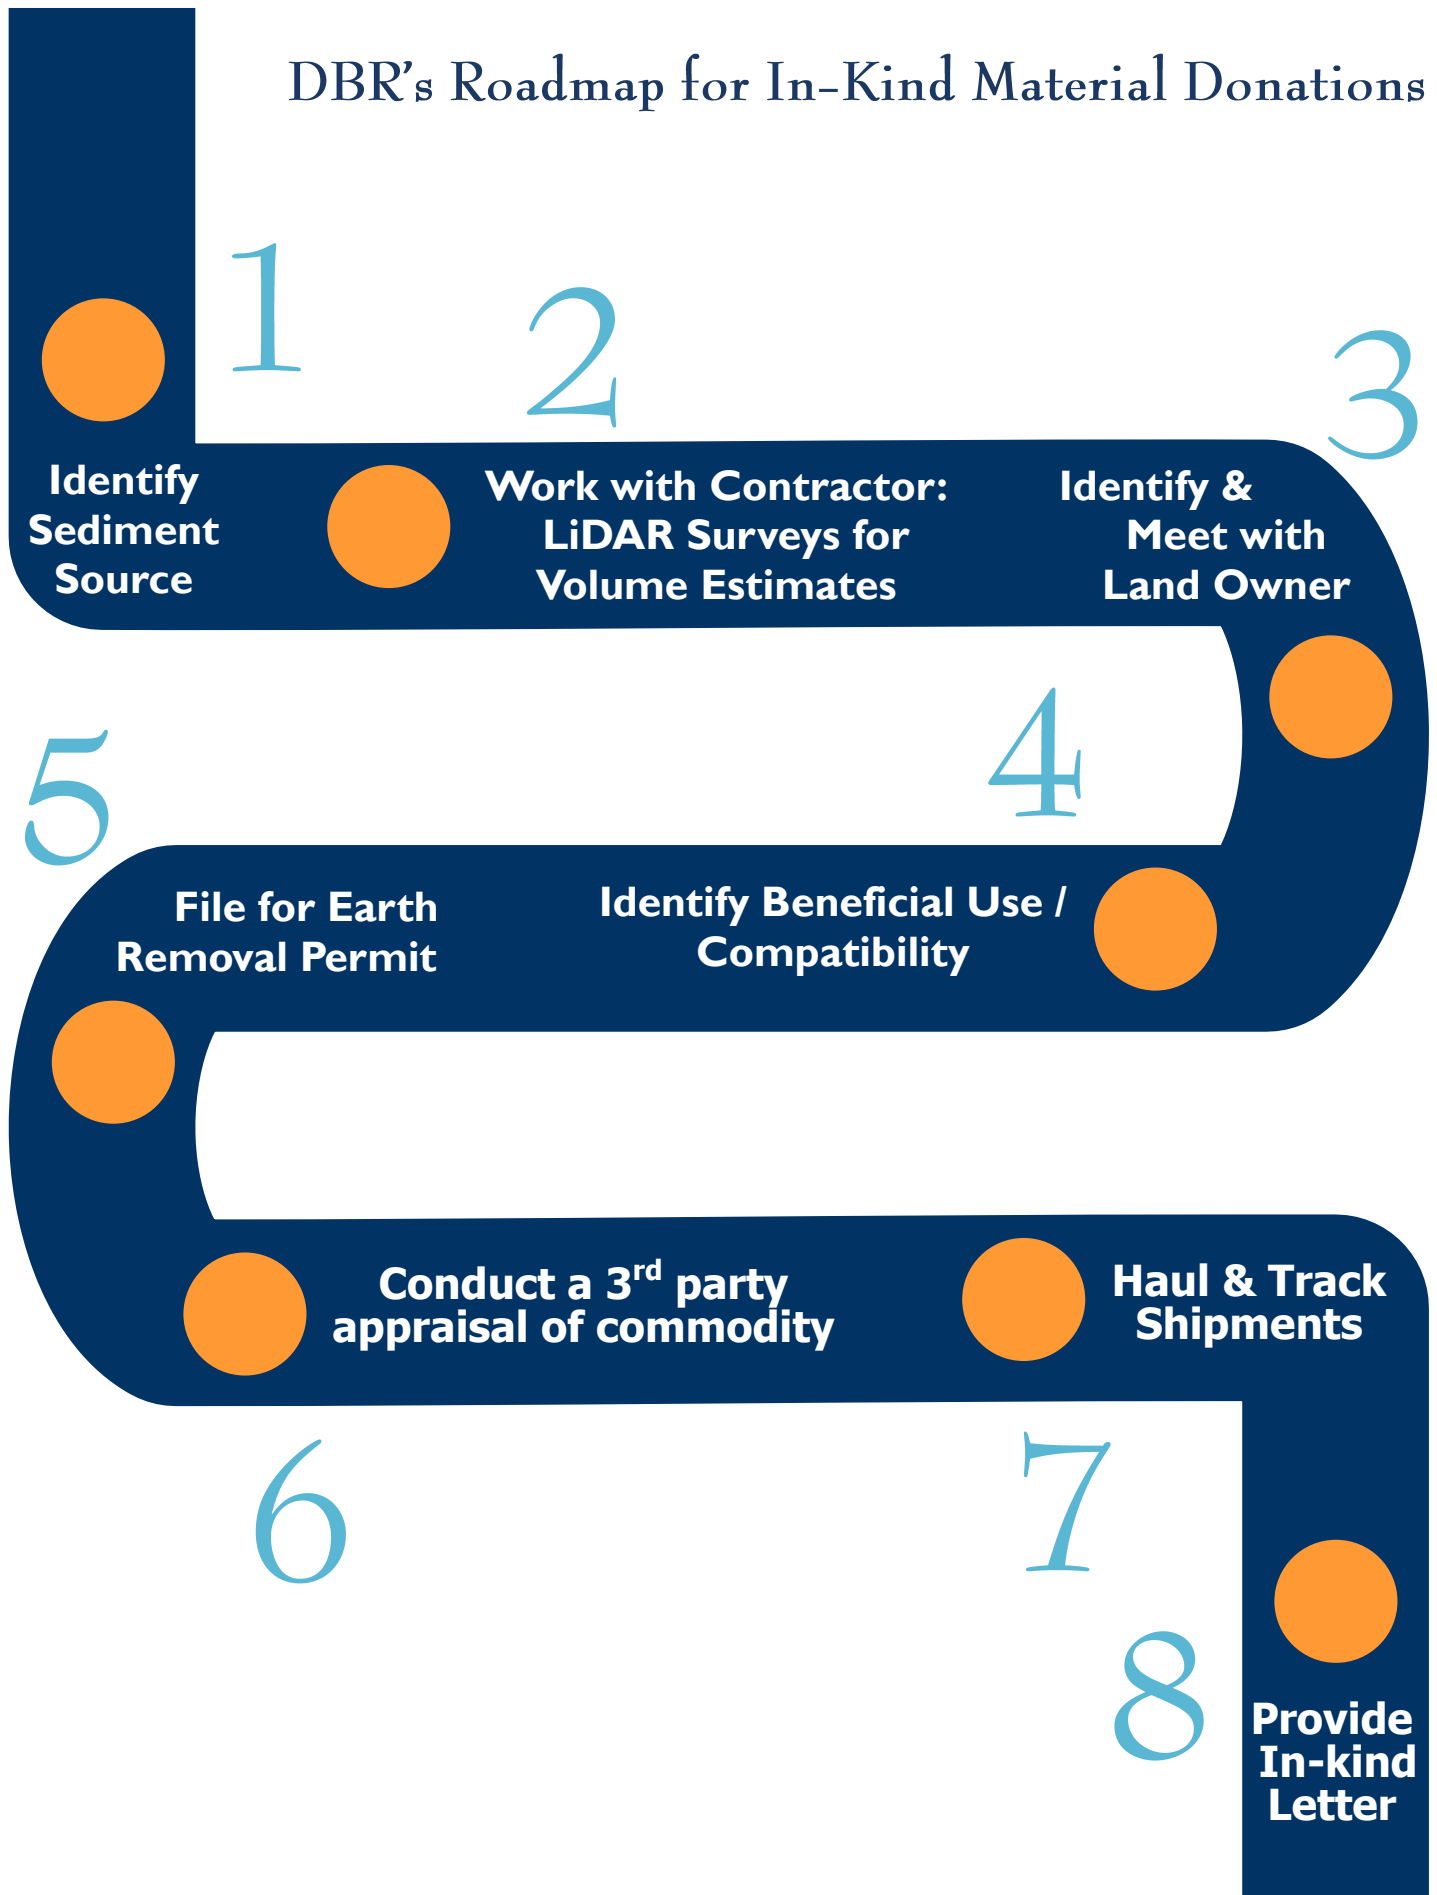 DBR's Roadmap for In-Kind Material Donations
1
Identify
Sediment
Source
2
Work with Contractor:
LiDAR Surveys for
Volume Estimates
3
Identify &
Meet with
Land Owner
4
Identify Beneficial Use /
Compatibility
5
File for Earth
Removal Permit
6
Conduct a 3rd party
appraisal of commodity
7
Haul & Track
Shipments
8
Provide
In-kind
Letter